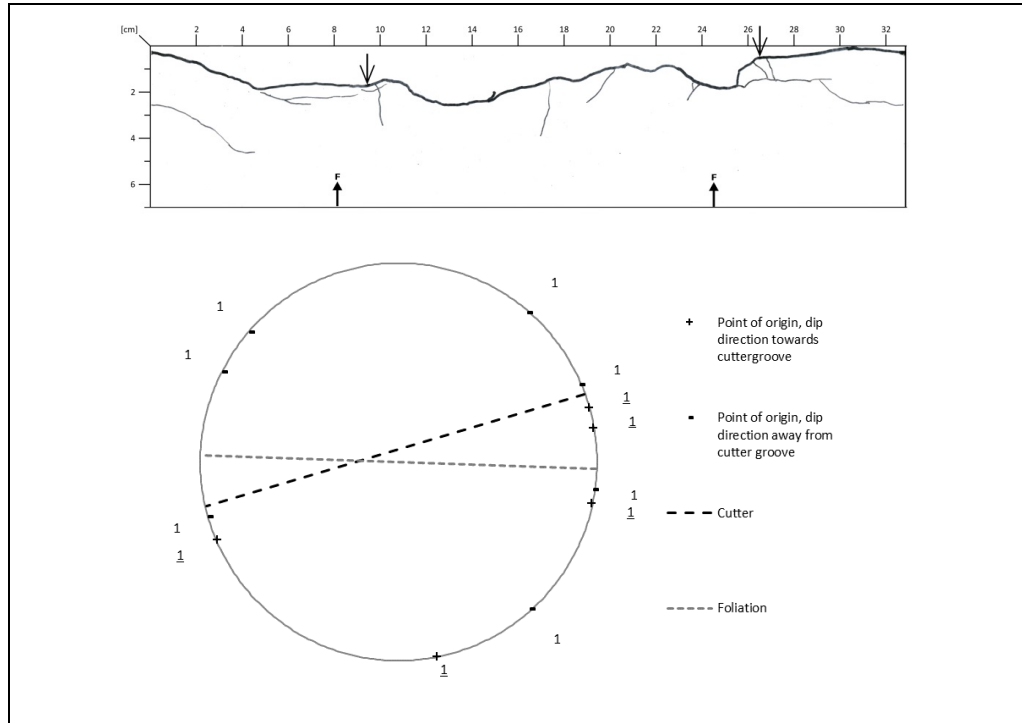 [cm] 2 4 6 8 10 12 14 16 18 20 22 24 26 28 30 32
2
4
6
F F
1
1
1
1
1
1
1
1
1
1
1
1
1
Point of origin, dip
direction towards
cuttergroove
Point of origin, dip
direction away from
cutter groove
Cutter
Foliation